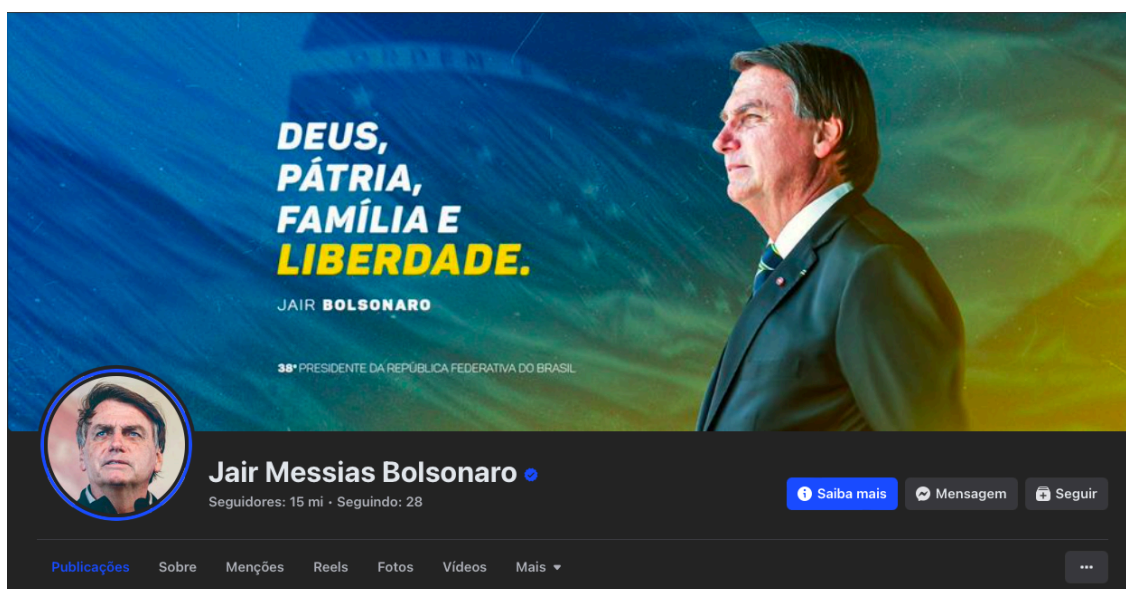 ORDEM
DEUS,
PÁTRIA,
FAMÍLIA E
LIBERDADE.
JAIR BOLSONARO
38º PRESIDENTE DA REPÚBLICA FEDERATIVA DO BRASIL
Jair Messias Bolsonaro
Seguidores: 15 mi • Seguindo: 28
Saiba mais
Mensagem
Seguir
Publicações
Sobre
Menções
Reels
Fotos
Vídeos
Mais